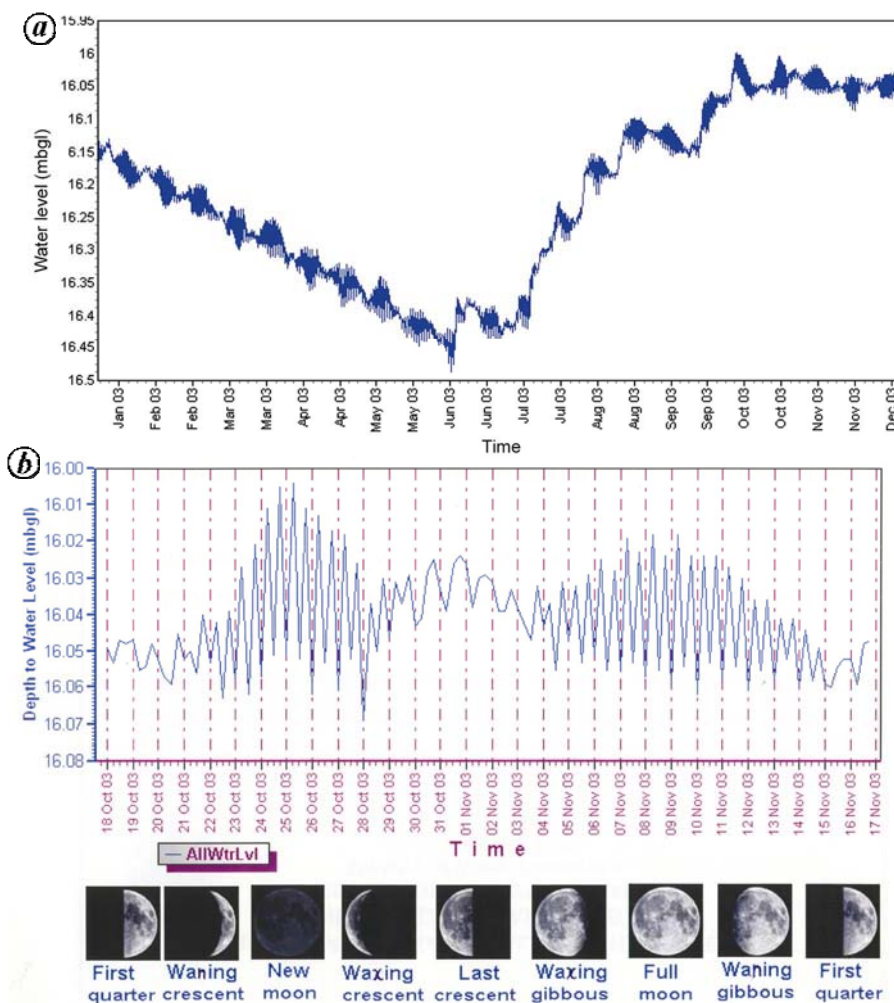 a
15.95
16
16.05
16.1
16.15
16.2
16.25
16.3
16.35
16.4
16.45
16.5
Water level (mbgl)
Jan 03
Feb 03
Feb 03
Mar 03
Mar 03
Apr 03
Apr 03
May 03
May 03
Jun 03
Jun 03
Jul 03
Jul 03
Aug 03
Aug 03
Sep 03
Sep 03
Oct 03
Oct 03
Nov 03
Nov 03
Dec
Time
b
16.00
16.01
16.02
16.03
16.04
16.05
16.06
16.07
16.08
Depth to Water Level (mbgl)
18 Oct 03
19 Oct 03
20 Oct 03
21 Oct 03
22 Oct 03
23 Oct 03
24 Oct 03
25 Oct 03
26 Oct 03
27 Oct 03
28 Oct 03
29 Oct 03
30 Oct 03
31 Oct 03
01 Nov 03
02 Nov 03
03 Nov 03
04 Nov 03
05 Nov 03
06 Nov 03
07 Nov 03
08 Nov 03
09 Nov 03
10 Nov 03
11 Nov 03
12 Nov 03
13 Nov 03
14 Nov 03
15 Nov 03
16 Nov 03
17 Nov 03
Time
AllWtrLvl
First quarter
Waning crescent
New moon
Waxing crescent
Last crescent
Waxing gibbous
Full moon
Waning gibbous
First quarter